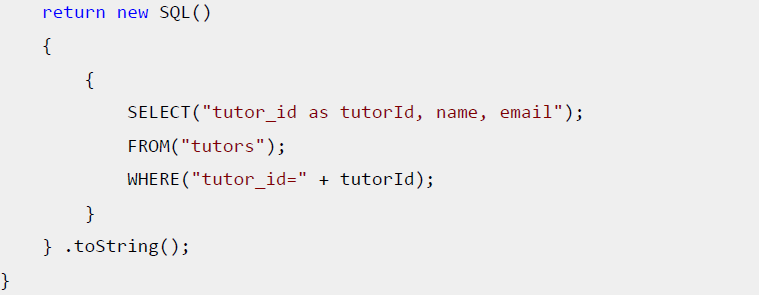 return new SQL()
{
{
SELECT("tutor_id as tutorId, name, email");
FROM("tutors");
WHERE("tutor_id=" + tutorId);
}
} .toString();
}